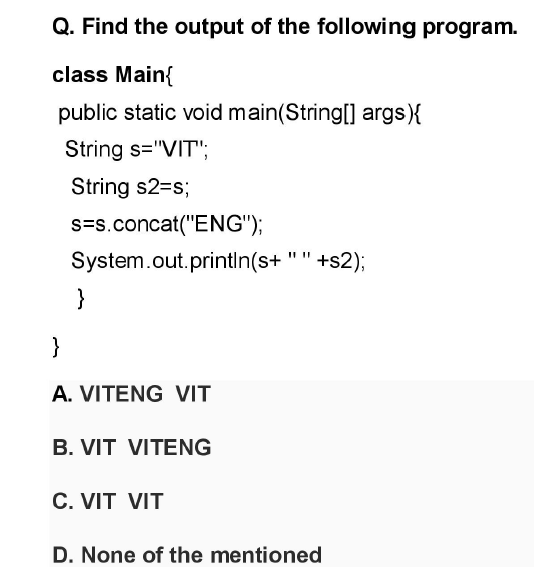 Q. Find the output of the following program.
class Main{
public static void main(String[] args){
String s="VIT";
String s2=s;
s=s.concat("ENG");
System.out.println(s+ " " +s2);
}
}
A. VITENG VIT
B. VIT VITENG
C. VIT VIT
D. None of the mentioned